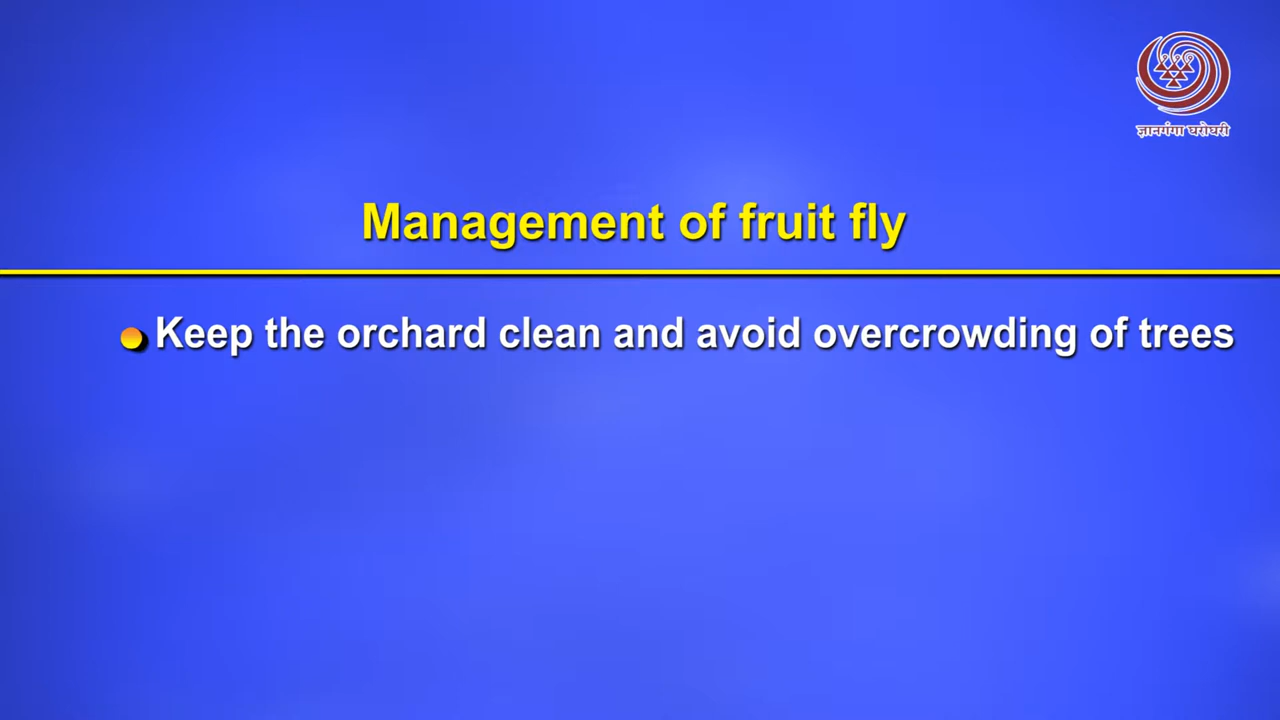 ज्ञानगंगा घरोघरी
Management of fruit fly
Keep the orchard clean and avoid overcrowding of trees